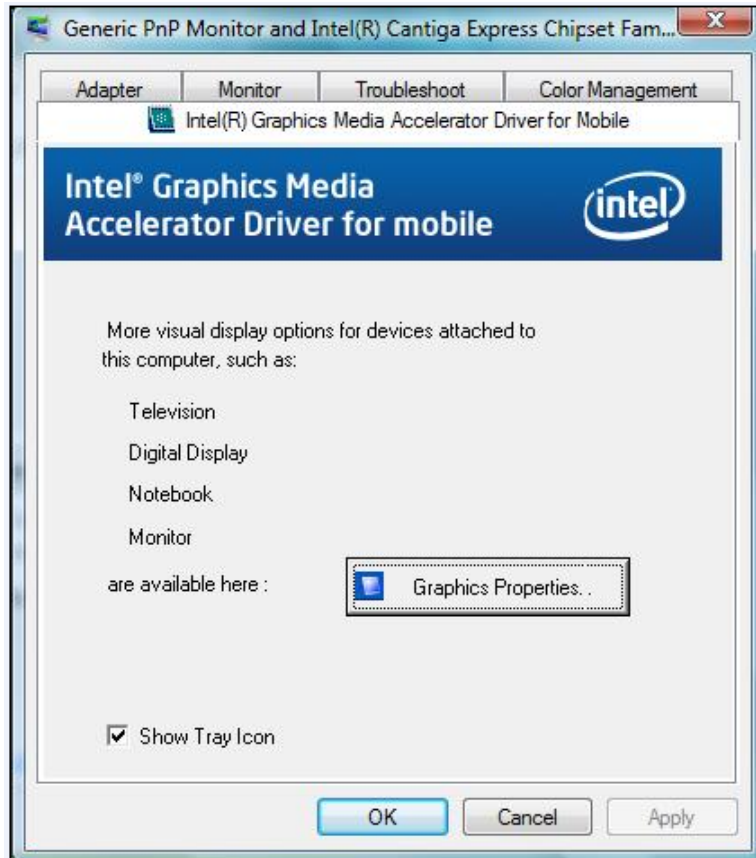 Generic PnP Monitor and Intel(R) Cantiga Express Chipset Fam...
Adapter Monitor Troubleshoot Color Management
Intel(R) Graphics Media Accelerator Driver for Mobile
Intel® Graphics Media
Accelerator Driver for mobile
intel
More visual display options for devices attached to
this computer, such as:
Television
Digital Display
Notebook
Monitor
are available here :
Graphics Properties. .
Show Tray Icon
OK Cancel Apply